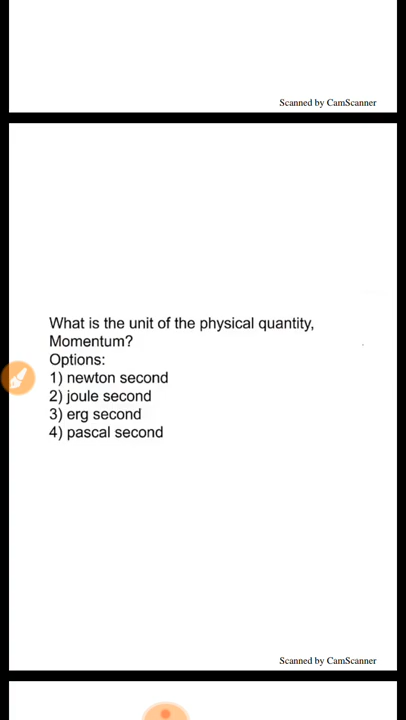 Scanned by CamScanner
What is the unit of the physical quantity,
Momentum?
Options:
1) newton second
2) joule second
3) erg second
4) pascal second
Scanned by CamScanner